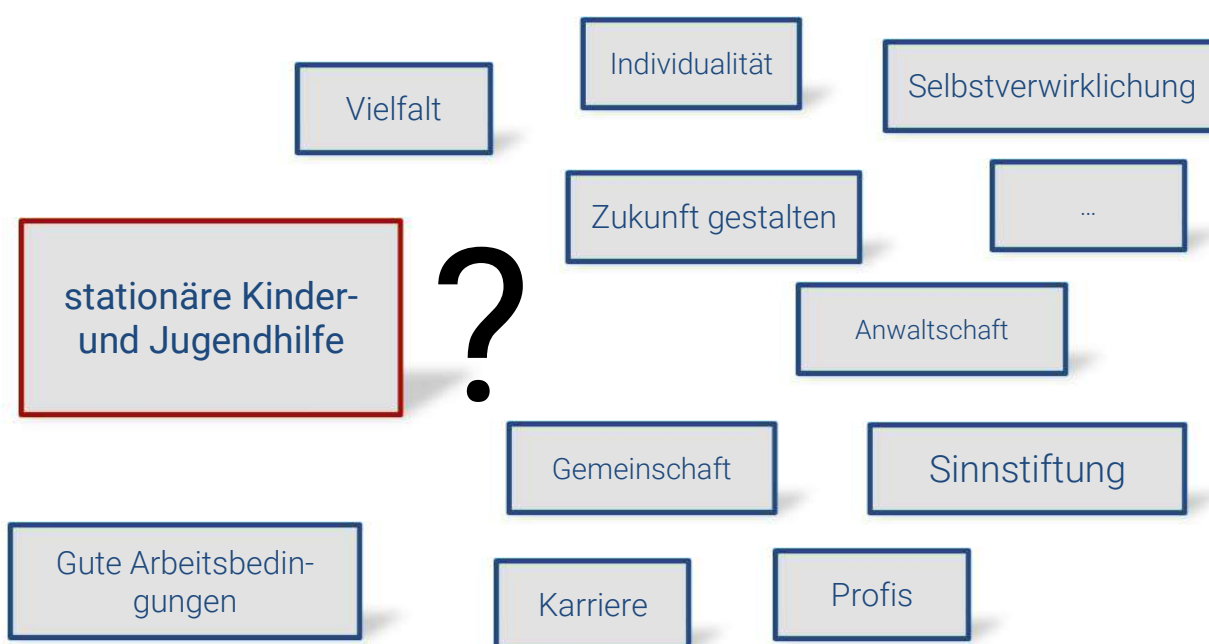 Individualität
Vielfalt
Selbstverwirklichung
Zukunft gestalten
...
stationäre Kinder-
und Jugendhilfe
?
Anwaltschaft
Gemeinschaft
Sinnstiftung
Gute Arbeitsbedin-
gungen
Karriere
Profis